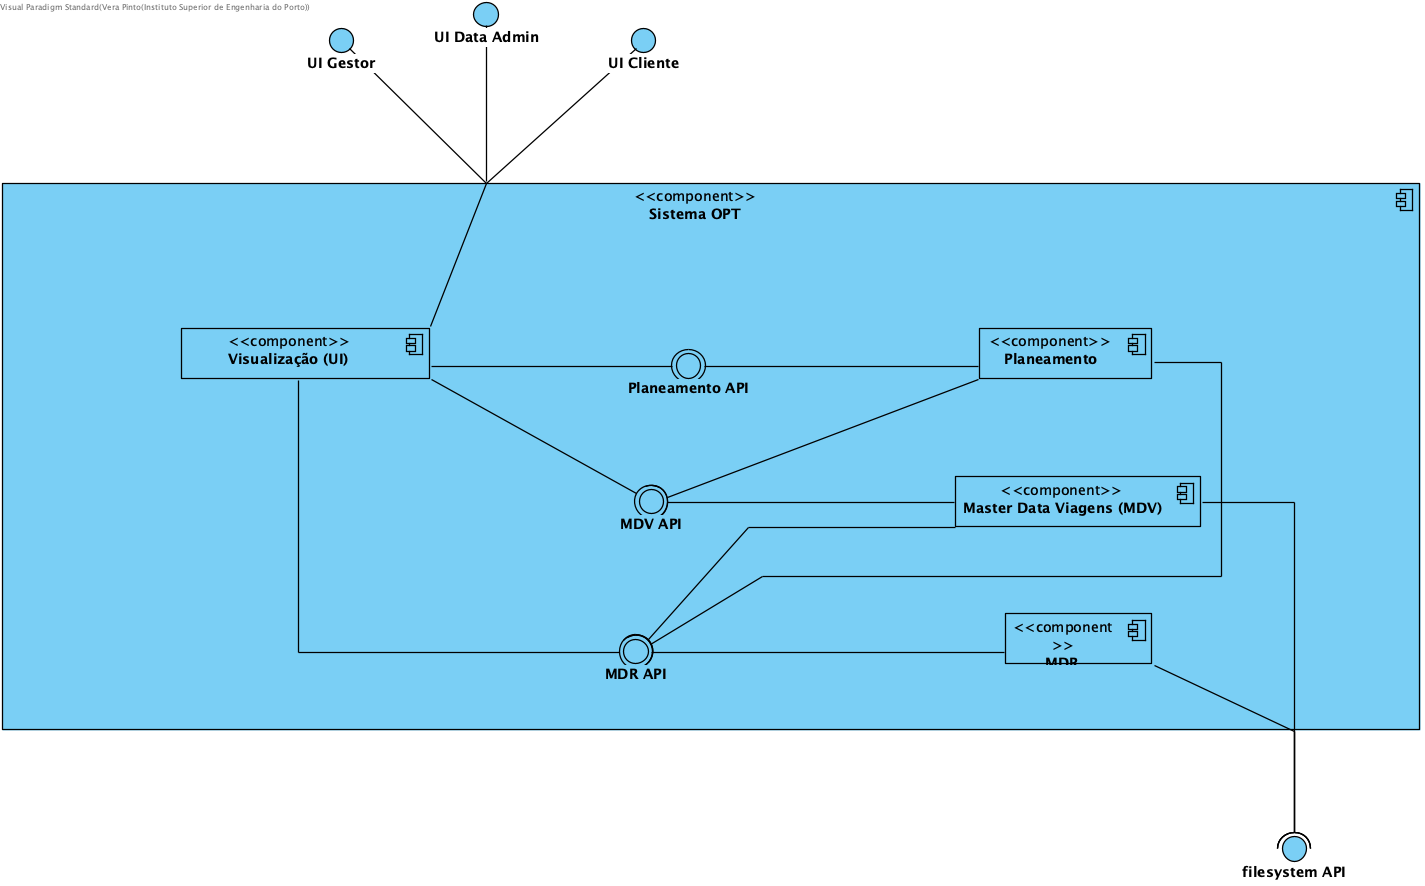 Visual Paradigm Standard(Vera Pinto(Instituto Superior de Engenharia do Porto))
UI Data Admin
UI Gestor
UI Cliente
<<component>>
Sistema OPT
<<component>>
Visualização (UI)
<<component>>
Planeamento
Planeamento API
<<component>>
Master Data Viagens (MDV)
MDV API
<<component
>>
MDR
MDR API
filesystem API